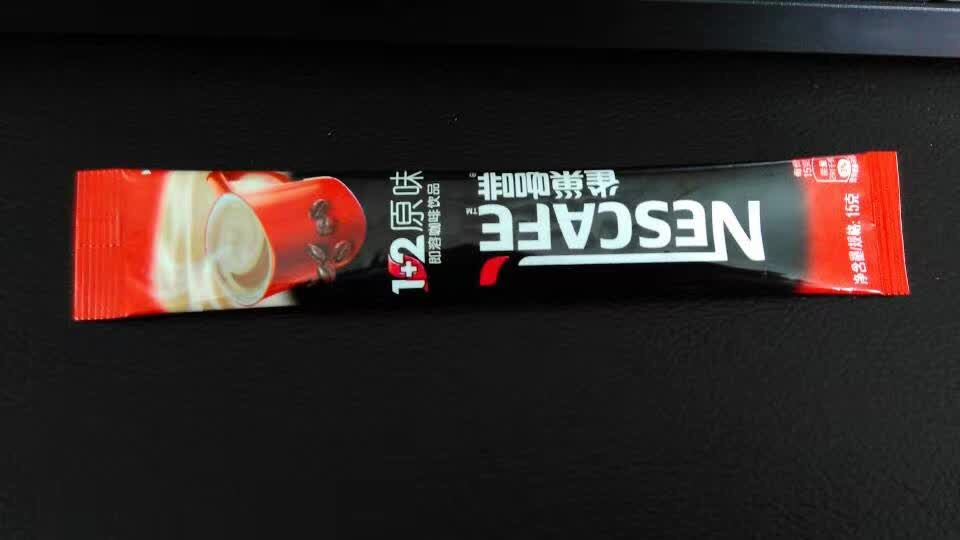 NESCAFE™
雀巢咖啡®
1+2 原味
即溶咖啡饮品
净含量/规格: 15克